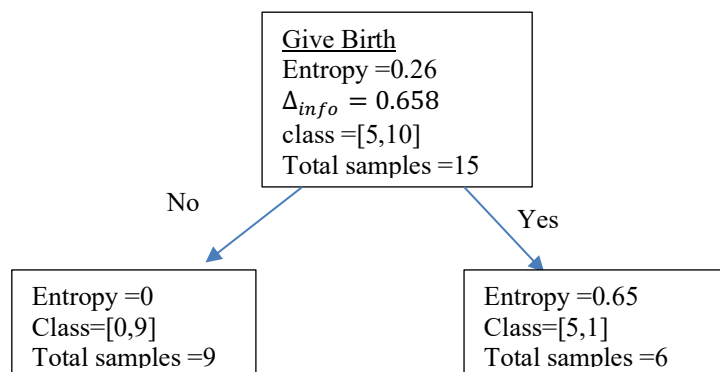 Give Birth
Entropy =0.26
Δ𝑖𝑛𝑓𝑜 = 0.658
class =[5,10]
Total samples =15
No
Yes
Entropy =0
Class=[0,9]
Total samples =9
Entropy =0.65
Class=[5,1]
Total samples =6